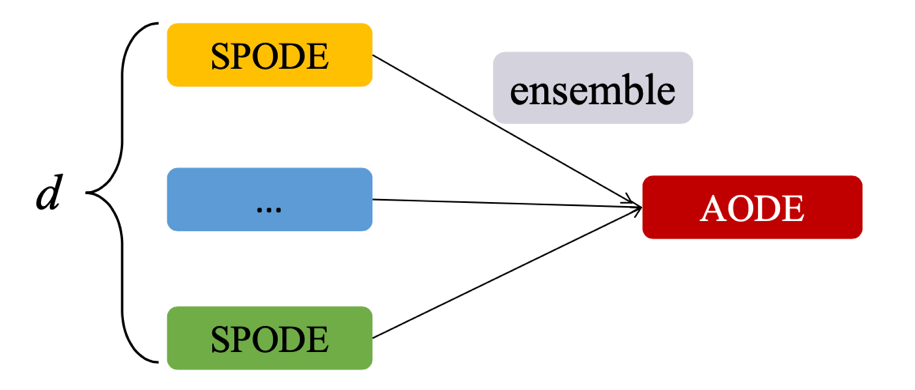 SPODE
ensemble
d
...
AODE
SPODE